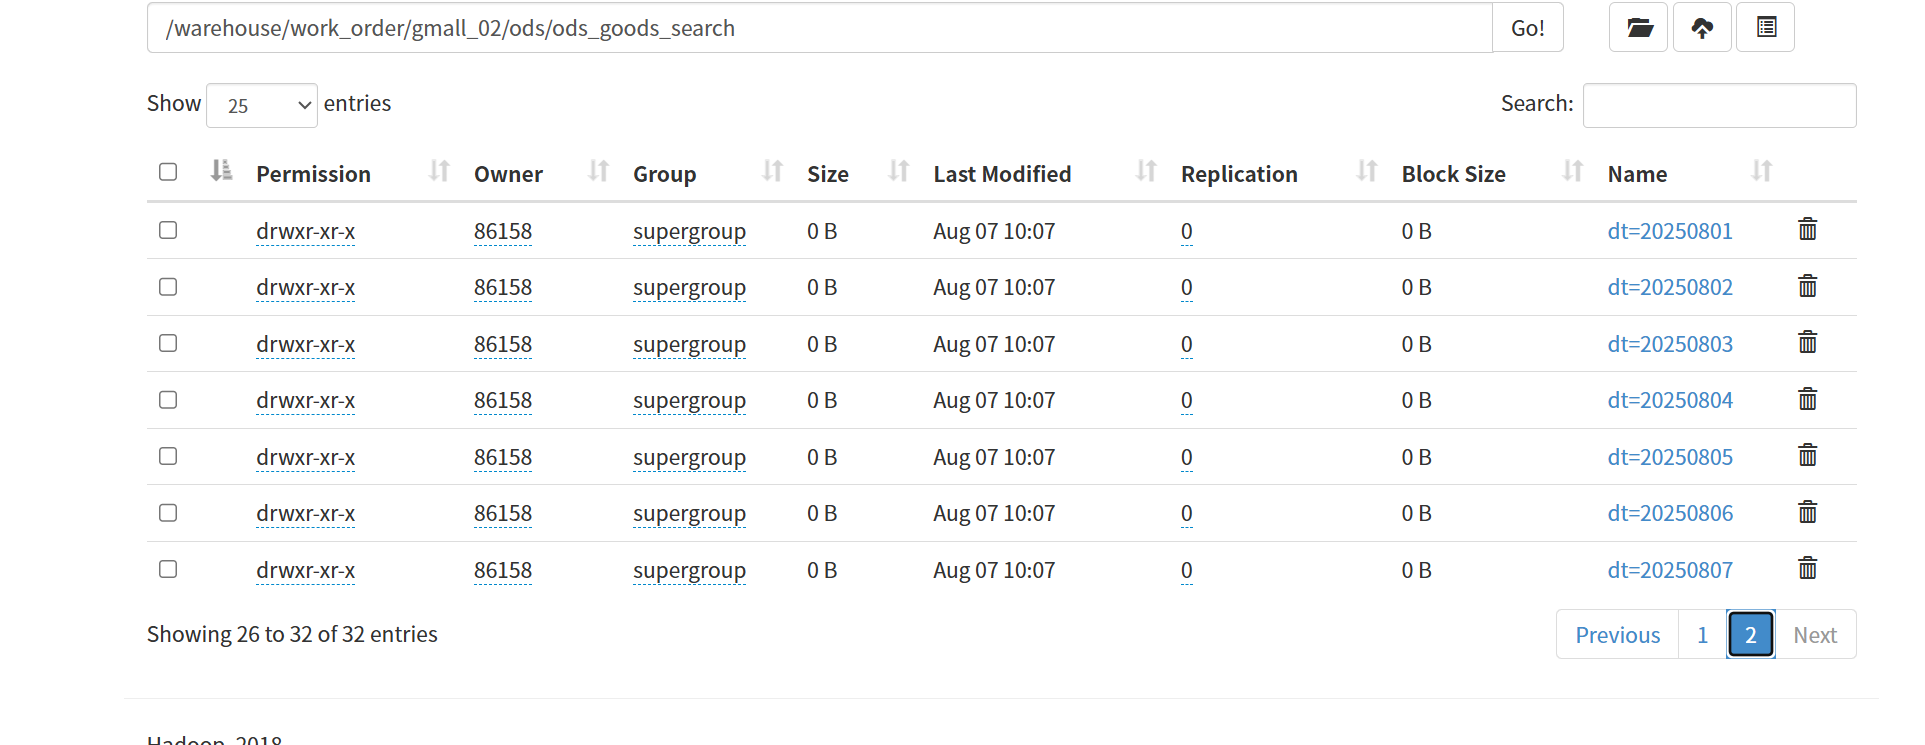 /warehouse/work_order/gmall_02/ods/ods_goods_search Go!
Show 25 entries Search:
Permission Owner Group Size Last Modified Replication Block Size Name
drwxr-xr-x 86158 supergroup 0 B Aug 07 10:07 0 0 B dt=20250801
drwxr-xr-x 86158 supergroup 0 B Aug 07 10:07 0 0 B dt=20250802
drwxr-xr-x 86158 supergroup 0 B Aug 07 10:07 0 0 B dt=20250803
drwxr-xr-x 86158 supergroup 0 B Aug 07 10:07 0 0 B dt=20250804
drwxr-xr-x 86158 supergroup 0 B Aug 07 10:07 0 0 B dt=20250805
drwxr-xr-x 86158 supergroup 0 B Aug 07 10:07 0 0 B dt=20250806
drwxr-xr-x 86158 supergroup 0 B Aug 07 10:07 0 0 B dt=20250807
Showing 26 to 32 of 32 entries Previous 1 2 Next
Hadoop, 2018.